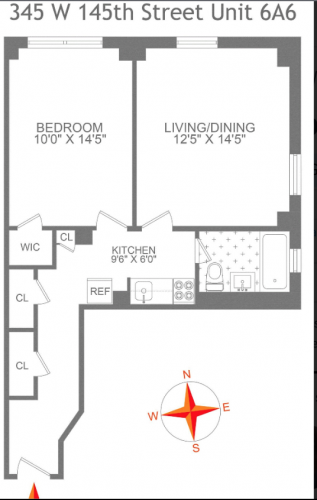 345 W 145th Street Unit 6A6
BEDROOM
10'0" X 14'5"
LIVING/DINING
12'5" X 14'5"
WIC
CL
KITCHEN
9'6" X 6'0"
CL
REF
CL
N
W
E
S